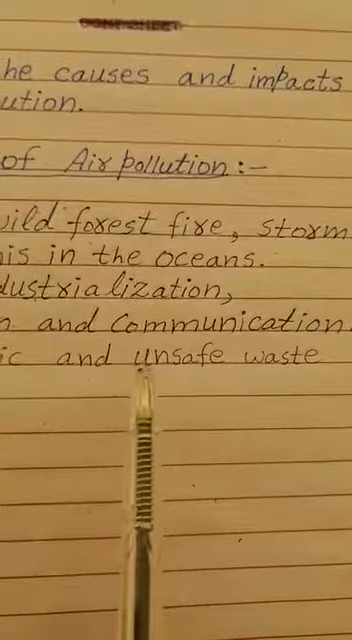 he causes and impacts
ution.
of Air pollution :-
wild forest fire, storm
is in the oceans.
dustrialization,
n and communication
ic and unsafe waste